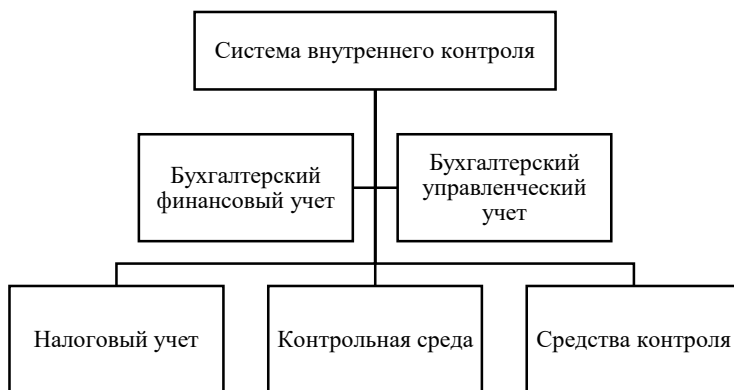 Система внутреннего контроля
Бухгалтерский
финансовый учет
Бухгалтерский
управленческий
учет
Налоговый учет
Контрольная среда
Средства контроля